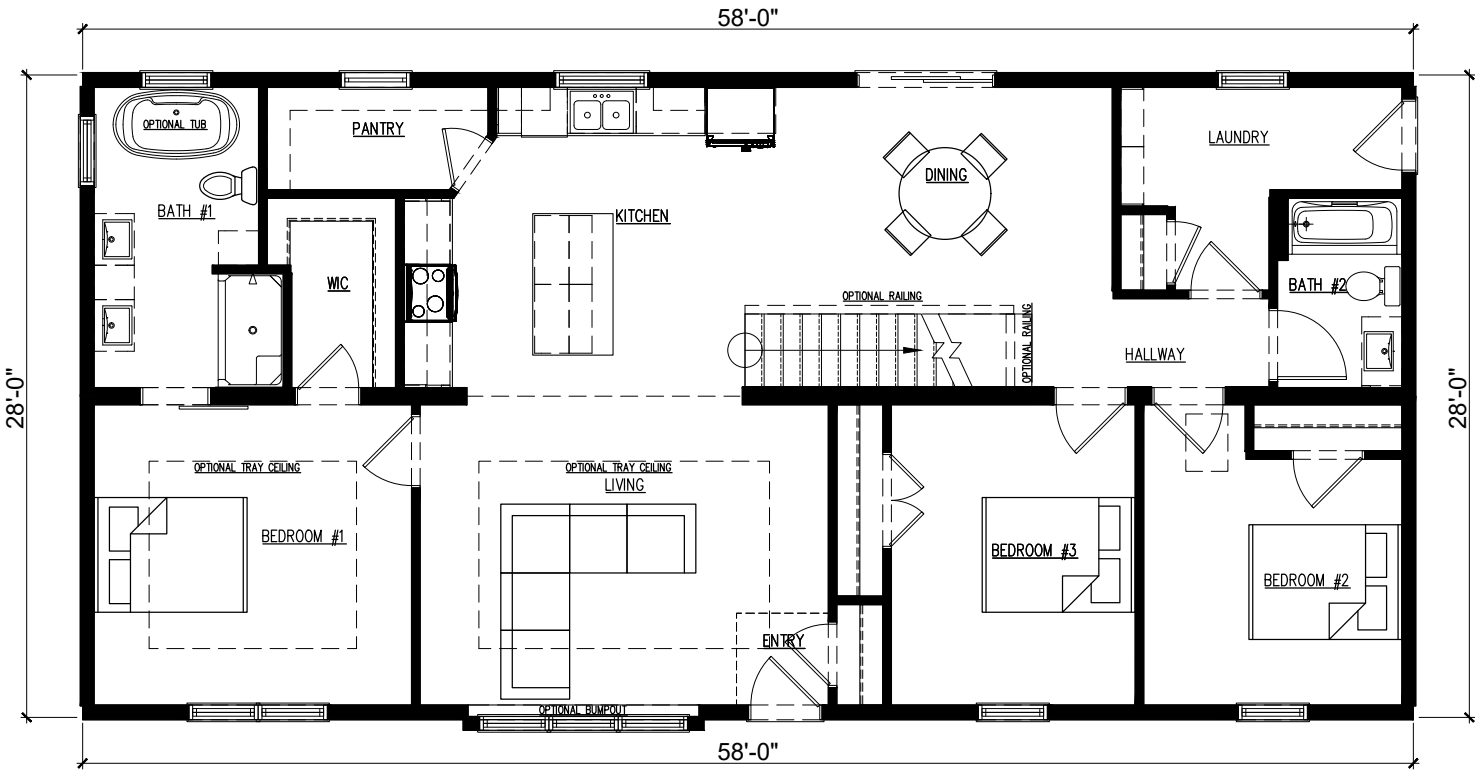 58'-0"
OPTIONAL TUB
PANTRY
LAUNDRY
DINING
BATH #1
KITCHEN
WIC
BATH #2
OPTIONAL RAILING
OPTIONAL RAILING
HALLWAY
28'-0"
28'-0"
OPTIONAL TRAY CEILING
OPTIONAL TRAY CEILING
LIVING
BEDROOM #1
BEDROOM #3
BEDROOM #2
ENTRY
OPTIONAL BUMPOUT
58'-0"